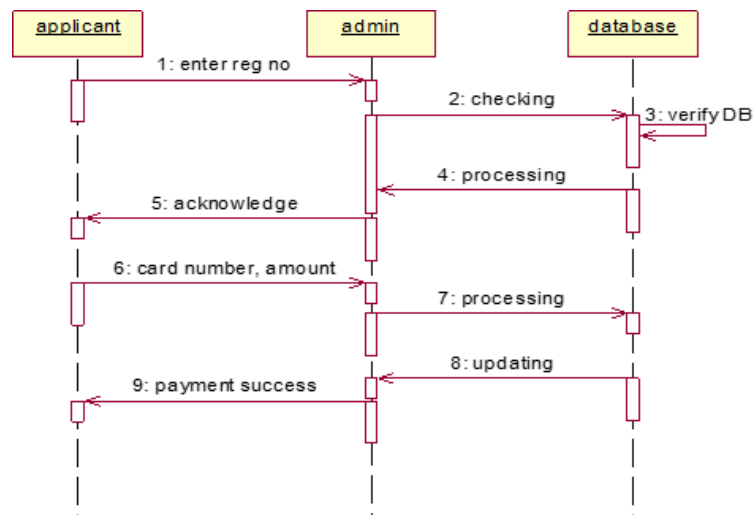 applicant
admin
database
1: enter reg no
2: checking
3: verify DB
4: processing
5: acknowledge
6: card number, amount
7: processing
8: updating
9: payment success